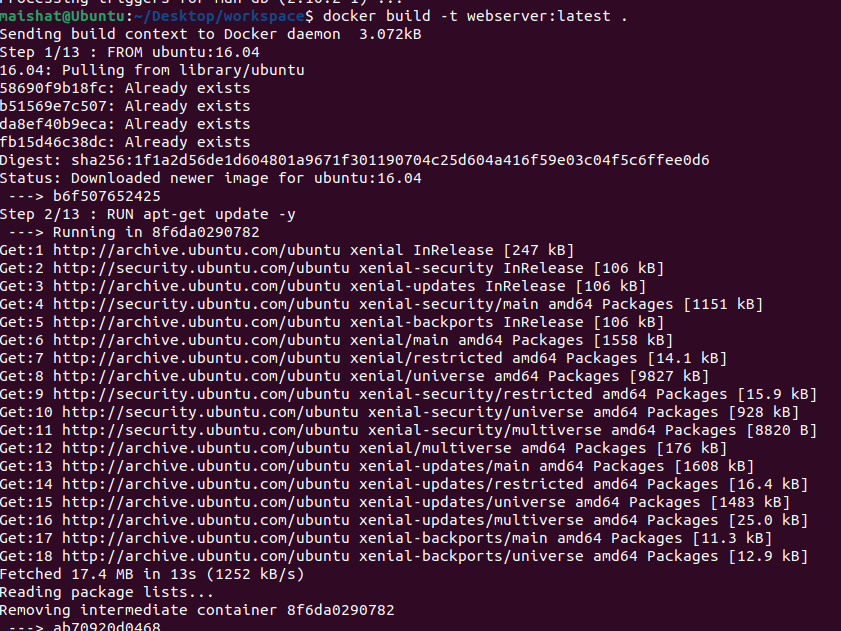 Processing triggers for man-db (2.10.2-1) ...
maishat@Ubuntu:~/Desktop/workspace$ docker build -t webserver:latest .
Sending build context to Docker daemon  3.072kB
Step 1/13 : FROM ubuntu:16.04
16.04: Pulling from library/ubuntu
58690f9b18fc: Already exists
b51569e7c507: Already exists
da8ef40b9eca: Already exists
fb15d46c38dc: Already exists
Digest: sha256:1f1a2d56de1d604801a9671f301190704c25d604a416f59e03c04f5c6ffee0d6
Status: Downloaded newer image for ubuntu:16.04
 ---> b6f507652425
Step 2/13 : RUN apt-get update -y
 ---> Running in 8f6da0290782
Get:1 http://archive.ubuntu.com/ubuntu xenial InRelease [247 kB]
Get:2 http://security.ubuntu.com/ubuntu xenial-security InRelease [106 kB]
Get:3 http://archive.ubuntu.com/ubuntu xenial-updates InRelease [106 kB]
Get:4 http://security.ubuntu.com/ubuntu xenial-security/main amd64 Packages [1151 kB]
Get:5 http://archive.ubuntu.com/ubuntu xenial-backports InRelease [106 kB]
Get:6 http://archive.ubuntu.com/ubuntu xenial/main amd64 Packages [1558 kB]
Get:7 http://archive.ubuntu.com/ubuntu xenial/restricted amd64 Packages [14.1 kB]
Get:8 http://archive.ubuntu.com/ubuntu xenial/universe amd64 Packages [9827 kB]
Get:9 http://security.ubuntu.com/ubuntu xenial-security/restricted amd64 Packages [15.9 kB]
Get:10 http://security.ubuntu.com/ubuntu xenial-security/universe amd64 Packages [928 kB]
Get:11 http://security.ubuntu.com/ubuntu xenial-security/multiverse amd64 Packages [8820 B]
Get:12 http://archive.ubuntu.com/ubuntu xenial/multiverse amd64 Packages [176 kB]
Get:13 http://archive.ubuntu.com/ubuntu xenial-updates/main amd64 Packages [1608 kB]
Get:14 http://archive.ubuntu.com/ubuntu xenial-updates/restricted amd64 Packages [16.4 kB]
Get:15 http://archive.ubuntu.com/ubuntu xenial-updates/universe amd64 Packages [1483 kB]
Get:16 http://archive.ubuntu.com/ubuntu xenial-updates/multiverse amd64 Packages [25.0 kB]
Get:17 http://archive.ubuntu.com/ubuntu xenial-backports/main amd64 Packages [11.3 kB]
Get:18 http://archive.ubuntu.com/ubuntu xenial-backports/universe amd64 Packages [12.9 kB]
Fetched 17.4 MB in 13s (1252 kB/s)
Reading package lists...
Removing intermediate container 8f6da0290782
 ---> ab70920d0468